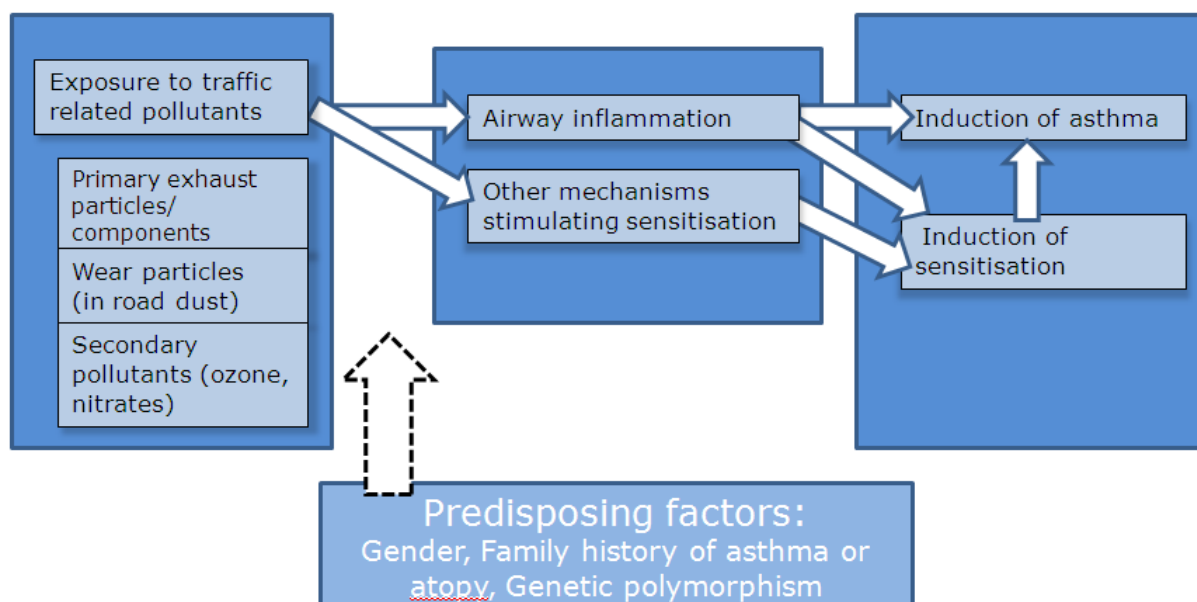 Exposure to traffic
related pollutants
Primary exhaust
particles/
components
Wear particles
(in road dust)
Secondary
pollutants (ozone,
nitrates)
Airway inflammation
Other mechanisms
stimulating sensitisation
Induction of asthma
Induction of
sensitisation
Predisposing factors:
Gender, Family history of asthma or
atopy, Genetic polymorphism